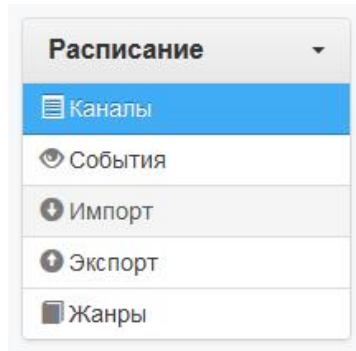 Расписание
Каналы
События
Импорт
Экспорт
Жанры